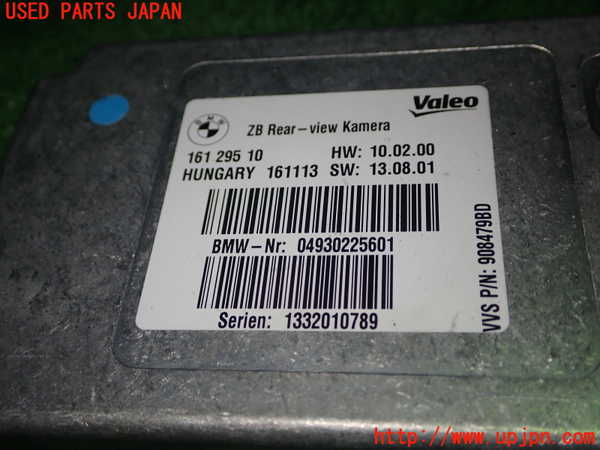 USED PARTS JAPAN
BMW
Valeo
ZB Rear-view Kamera
161 295 10 HW: 10.02.00
HUNGARY 161113 SW: 13.08.01
BMW-Nr: 04930225601
Serien: 1332010789
VVS P/N: 908479BD
http://www.upjpn.com/